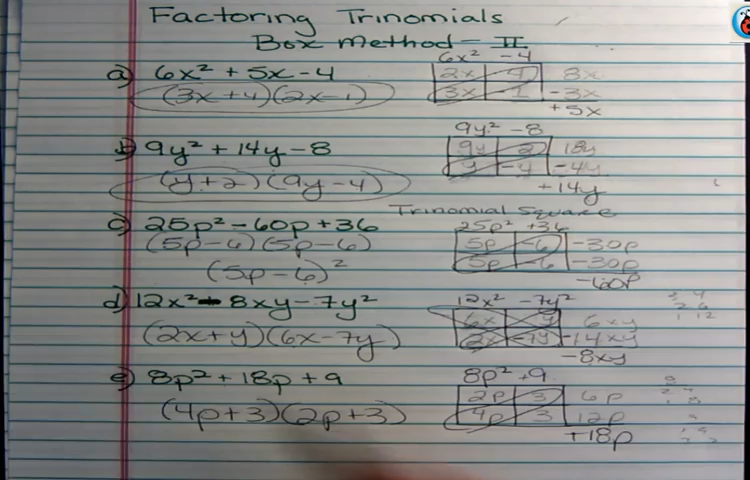 Factoring Trinomials
Box Method - II
a) 6x² + 5x - 4
(3x + 4)(2x - 1)
6x² -4
2x 4 8x
3x -1 -3x
+5x
b) 9y² + 14y - 8
(y + 2)(9y - 4)
9y² -8
9y 2 18y
y -4 -4y
+14y
c) 25p² - 60p + 36
(5p - 6)(5p - 6)
(5p - 6)²
Trinomial Square
25p² +36
5p -6 -30p
5p -6 -30p
-60p
d) 12x² - 8xy - 7y²
(2x + y)(6x - 7y)
12x² -7y²
6x y 6xy
2x -7y -14xy
-8xy
e) 8p² + 18p + 9
(4p + 3)(2p + 3)
8p² +9
2p 3 6p
4p 3 12p
+18p